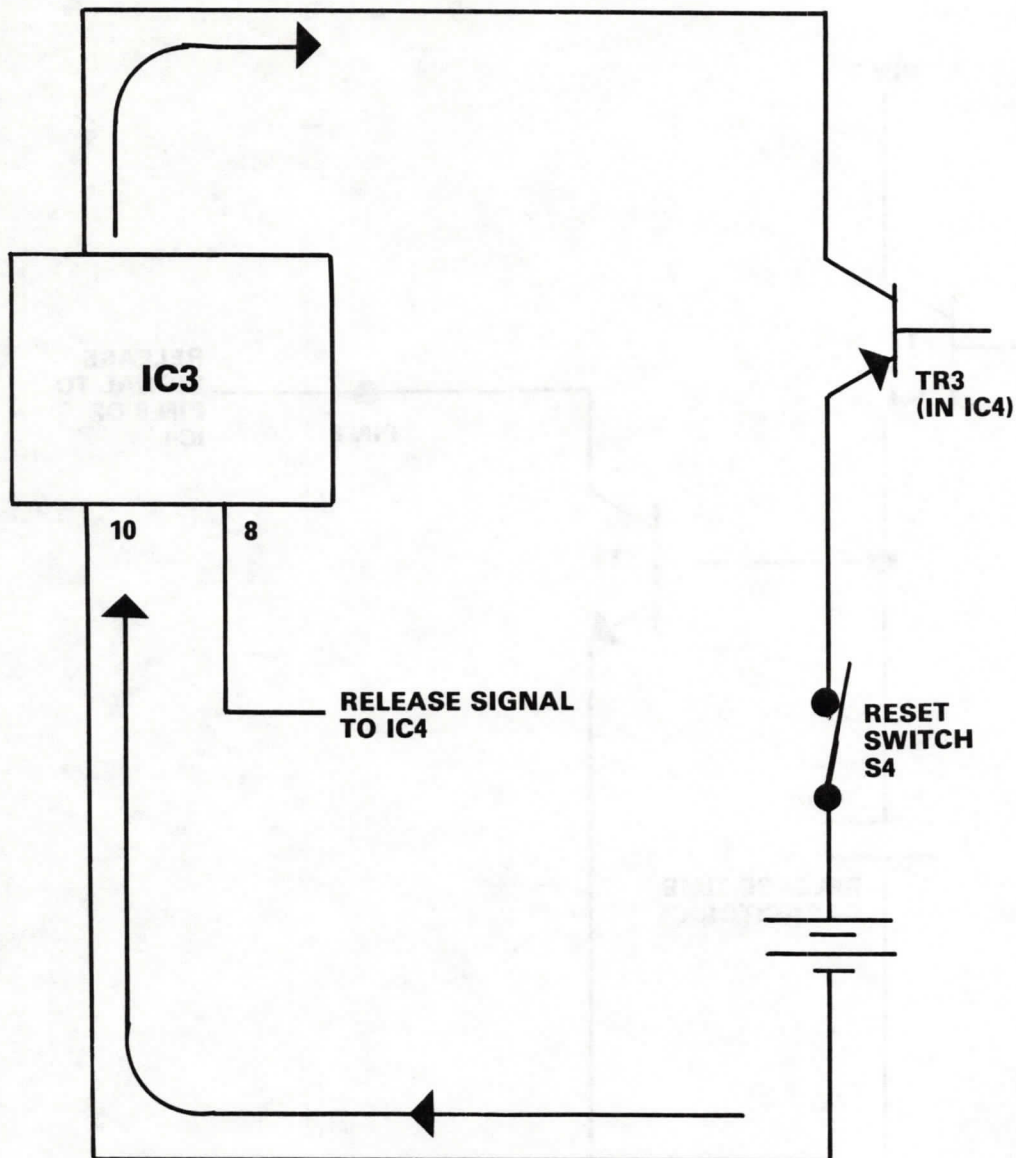 IC3
TR3
(IN IC4)
10
8
RELEASE SIGNAL
TO IC4
RESET
SWITCH
S4